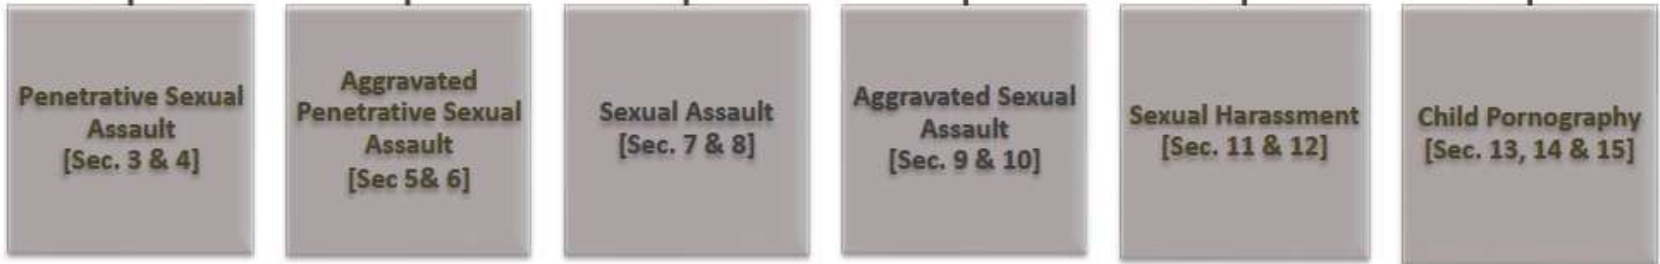 Penetrative Sexual
Assault
[Sec. 3 & 4]
Aggravated
Penetrative Sexual
Assault
[Sec 5& 6]
Sexual Assault
[Sec. 7 & 8]
Aggravated Sexual
Assault
[Sec. 9 & 10]
Sexual Harassment
[Sec. 11 & 12]
Child Pornography
[Sec. 13, 14 & 15]